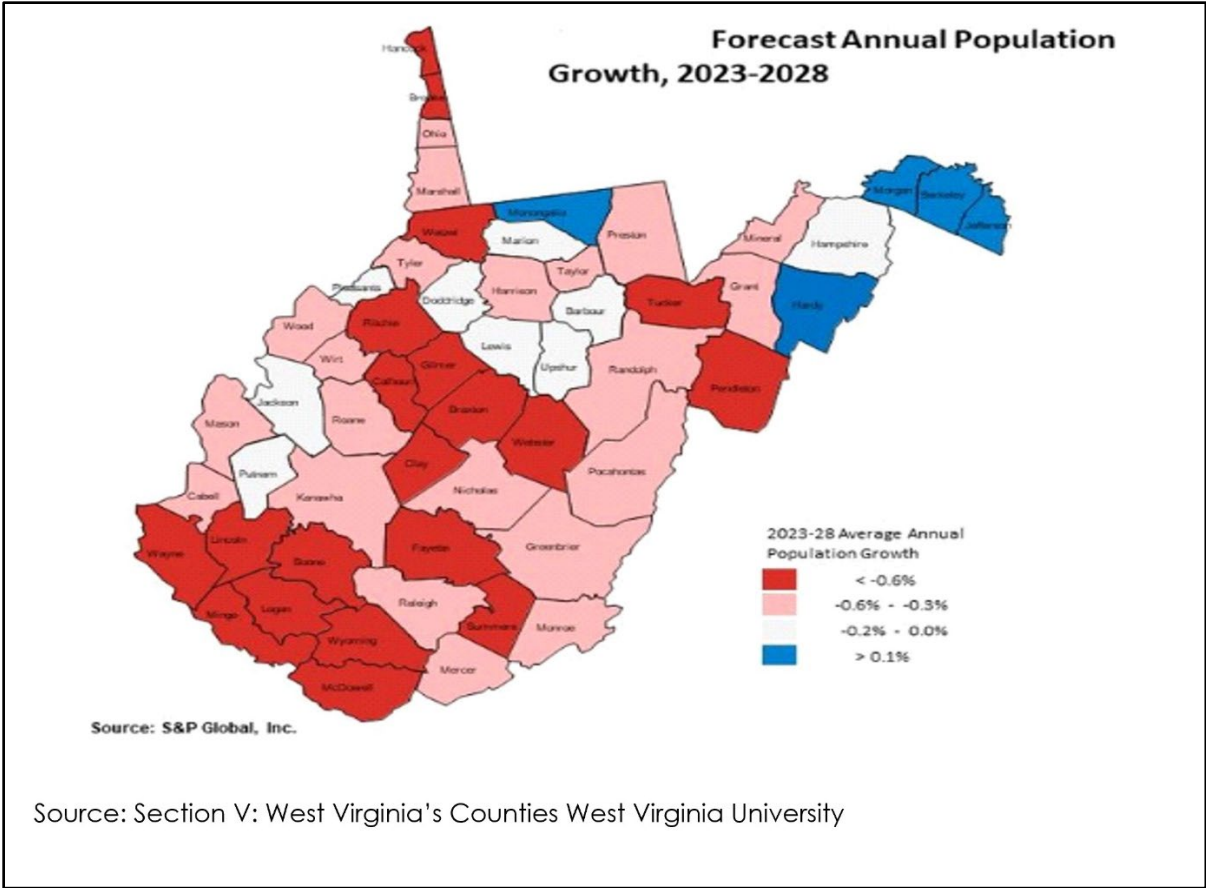 Forecast Annual Population
Growth, 2023-2028
Hancock
Brooke
Ohio
Marshall
Wetzel
Monongalia
Marion
Preston
Morgan
Berkeley
Jefferson
Mineral
Hampshire
Tyler
Pleasants
Doddridge
Harrison
Taylor
Barbour
Tucker
Grant
Hardy
Wood
Ritchie
Wirt
Lewis
Upshur
Randolph
Pendleton
Calhoun
Gilmer
Jackson
Roane
Mason
Braxton
Webster
Clay
Putnam
Nicholas
Pocahontas
Cabell
Kanawha
Wayne
Lincoln
Boone
Fayette
Greenbrier
Mingo
Logan
Raleigh
Wyoming
Summers
Monroe
McDowell
Mercer
2023-28 Average Annual
Population Growth
< -0.6%
-0.6% - -0.3%
-0.2% - 0.0%
> 0.1%
Source: S&P Global, Inc.
Source: Section V: West Virginia’s Counties West Virginia University